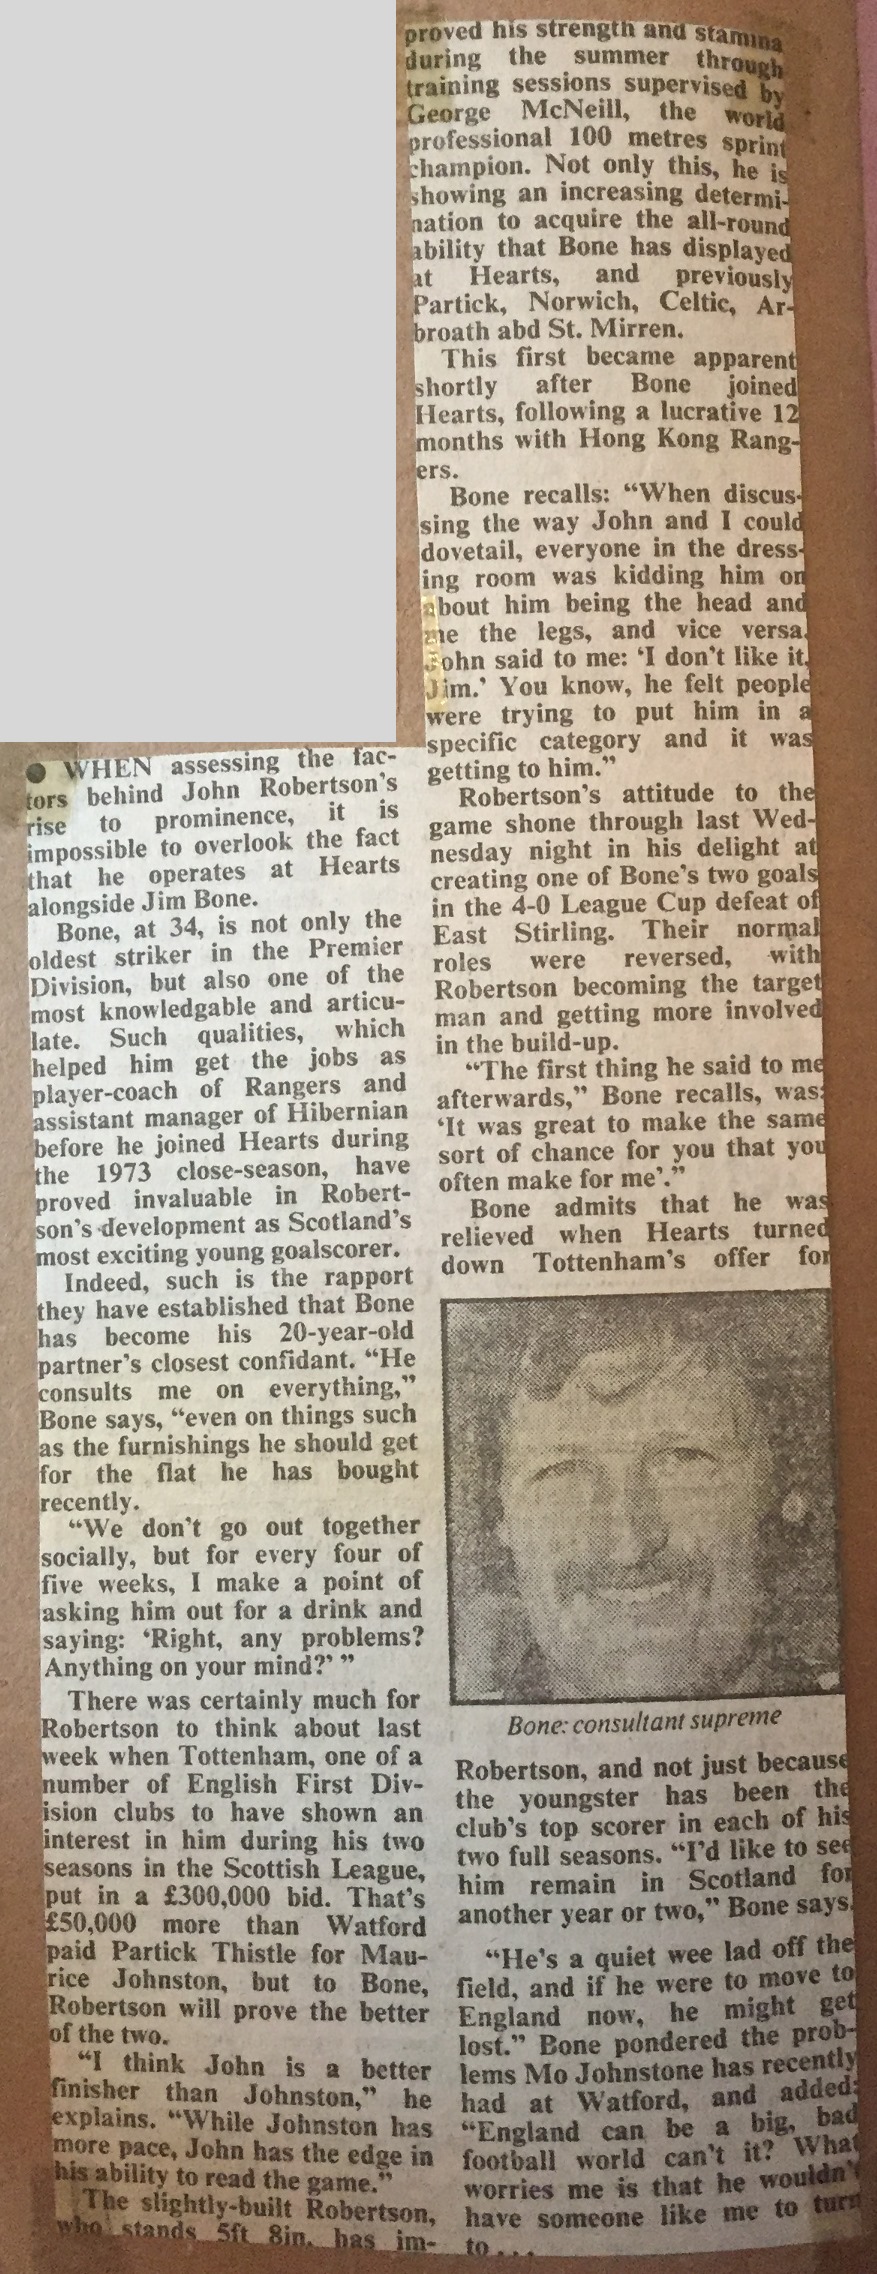 ● WHEN assessing the fac-
tors behind John Robertson's
rise to prominence, it is
impossible to overlook the fact
that he operates at Hearts
alongside Jim Bone.
Bone, at 34, is not only the
oldest striker in the Premier
Division, but also one of the
most knowledgable and articu-
late. Such qualities, which
helped him get the jobs as
player-coach of Rangers and
assistant manager of Hibernian
before he joined Hearts during
the 1973 close-season, have
proved invaluable in Robert-
son's development as Scotland's
most exciting young goalscorer.
Indeed, such is the rapport
they have established that Bone
has become his 20-year-old
partner's closest confidant. “He
consults me on everything,”
Bone says, “even on things such
as the furnishings he should get
for the flat he has bought
recently.
“We don't go out together
socially, but for every four of
five weeks, I make a point of
asking him out for a drink and
saying: ‘Right, any problems?
Anything on your mind?’ ”
There was certainly much for
Robertson to think about last
week when Tottenham, one of a
number of English First Div-
ision clubs to have shown an
interest in him during his two
seasons in the Scottish League,
put in a £300,000 bid. That's
£50,000 more than Watford
paid Partick Thistle for Mau-
rice Johnston, but to Bone,
Robertson will prove the better
of the two.
“I think John is a better
finisher than Johnston,” he
explains. “While Johnston has
more pace, John has the edge in
his ability to read the game.”
The slightly-built Robertson,
who stands 5ft 8in, has im-
proved his strength and stamina
during the summer through
training sessions supervised by
George McNeill, the world
professional 100 metres sprint
champion. Not only this, he is
showing an increasing determi-
nation to acquire the all-round
ability that Bone has displayed
at Hearts, and previously
Partick, Norwich, Celtic, Ar-
broath abd St. Mirren.
This first became apparent
shortly after Bone joined
Hearts, following a lucrative 12
months with Hong Kong Rang-
ers.
Bone recalls: “When discus-
sing the way John and I could
dovetail, everyone in the dress-
ing room was kidding him on
about him being the head and
me the legs, and vice versa.
John said to me: ‘I don't like it,
Jim.’ You know, he felt people
were trying to put him in a
specific category and it was
getting to him.”
Robertson's attitude to the
game shone through last Wed-
nesday night in his delight at
creating one of Bone's two goals
in the 4-0 League Cup defeat of
East Stirling. Their normal
roles were reversed, with
Robertson becoming the target
man and getting more involved
in the build-up.
“The first thing he said to me
afterwards,” Bone recalls, was:
‘It was great to make the same
sort of chance for you that you
often make for me’.”
Bone admits that he was
relieved when Hearts turned
down Tottenham's offer for
Bone: consultant supreme
Robertson, and not just because
the youngster has been the
club's top scorer in each of his
two full seasons. “I'd like to see
him remain in Scotland for
another year or two,” Bone says.
“He's a quiet wee lad off the
field, and if he were to move to
England now, he might get
lost.” Bone pondered the prob-
lems Mo Johnstone has recently
had at Watford, and added:
“England can be a big, bad
football world can't it? What
worries me is that he wouldn't
have someone like me to turn
to . . .